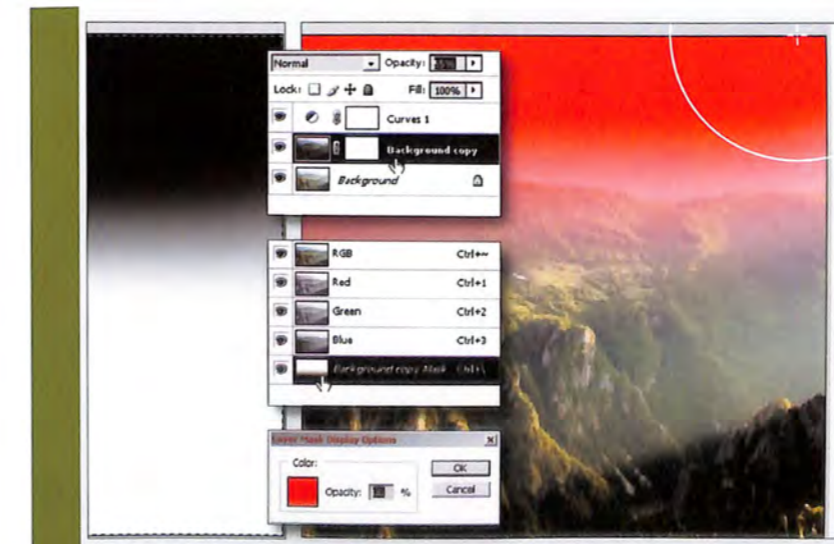 Normal Opacity:
Lock: Fill: 100%
Curves 1
Background copy
Background
RGB Ctrl+~
Red Ctrl+1
Green Ctrl+2
Blue Ctrl+3
Background copy Mask Ctrl+\
Layer Mask Display Options
Color:
OK
Opacity: %
Cancel